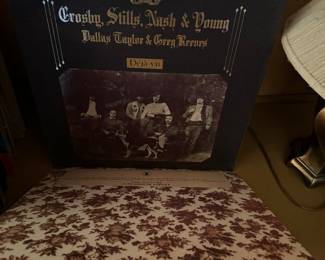 Crosby, Stills, Nash & Young
Dallas Taylor & Greg Reeves
Déjà vu